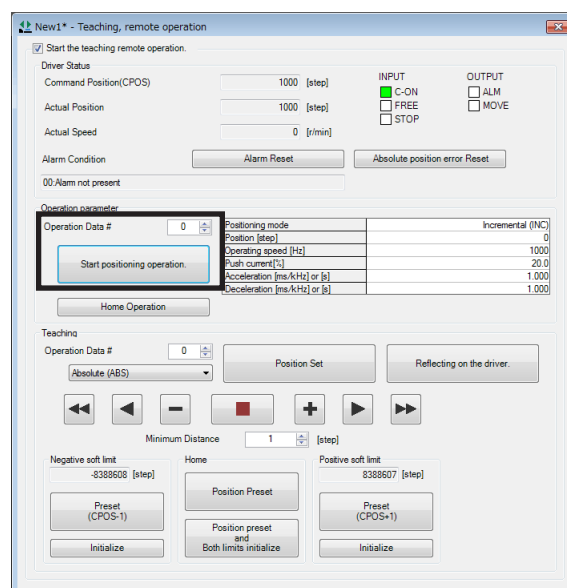 New1* - Teaching, remote operation
Start the teaching remote operation.
Driver Status
Command Position(CPOS) 1000 [step]
INPUT OUTPUT
C-ON ALM
Actual Position 1000 [step]
FREE MOVE
STOP
Actual Speed 0 [r/min]
Alarm Condition Alarm Reset Absolute position error Reset
00:Alarm not present
Operation parameter
Operation Data # 0
Start positioning operation.
Home Operation
Positioning mode Incremental (INC)
Position [step] 0
Operating speed [Hz] 1000
Push current[%] 20.0
Acceleration [ms/kHz] or [s] 1.000
Deceleration [ms/kHz] or [s] 1.000
Teaching
Operation Data # 0
Absolute (ABS)
Position Set
Reflecting on the driver.
Minimum Distance 1 [step]
Negative soft limit
-8388608 [step]
Preset
(CPOS-1)
Initialize
Home
Position Preset
Position preset
and
Both limits initialize
Positive soft limit
8388607 [step]
Preset
(CPOS+1)
Initialize